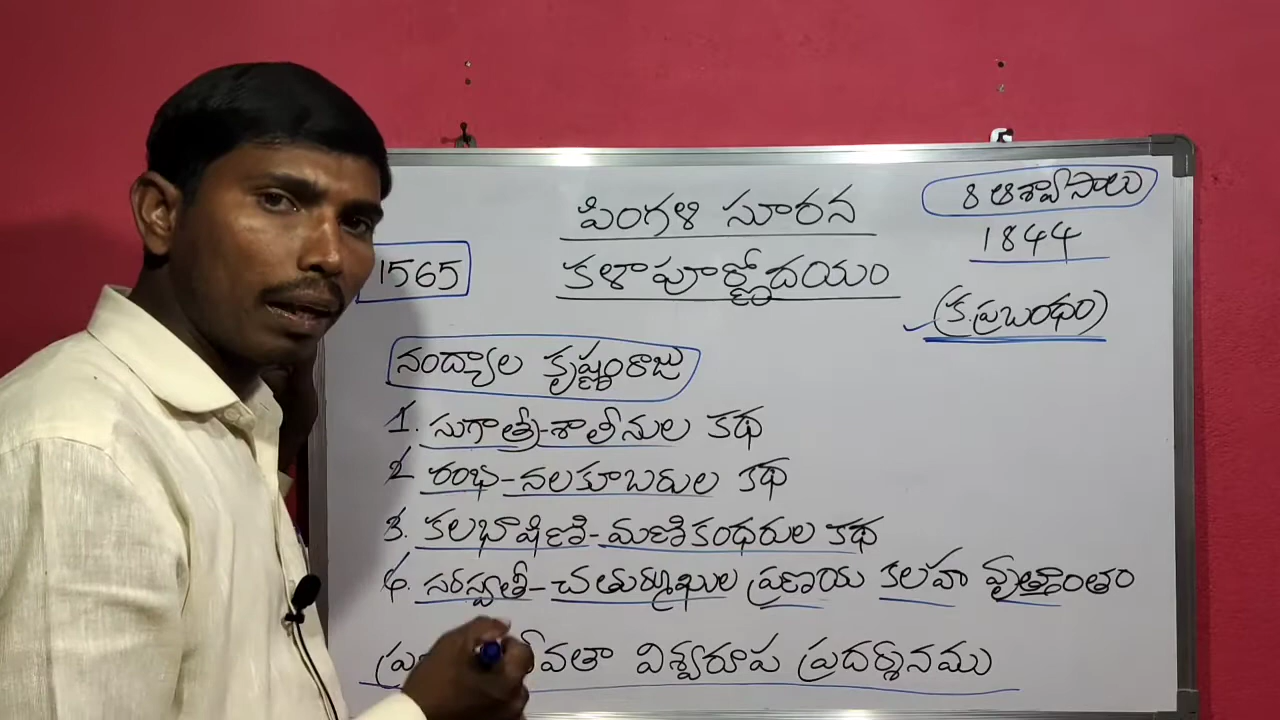 పింగళి సూరన
8 ఆశ్వాసాలు
1844
1565
కళాపూర్ణోదయం
(క.ప్రబంధం)
నంద్యాల కృష్ణంరాజు
1. సుగాత్రీ-శాలీనుల కథ
2 రంభ-నలకూబరుల కథ
3. కలభాషిణి-మణికంధరుల కథ
4. సరస్వతీ-చతుర్ముఖుల ప్రణయ కలహ వృత్తాంతం
విశ్వరూప ప్రదర్శనము